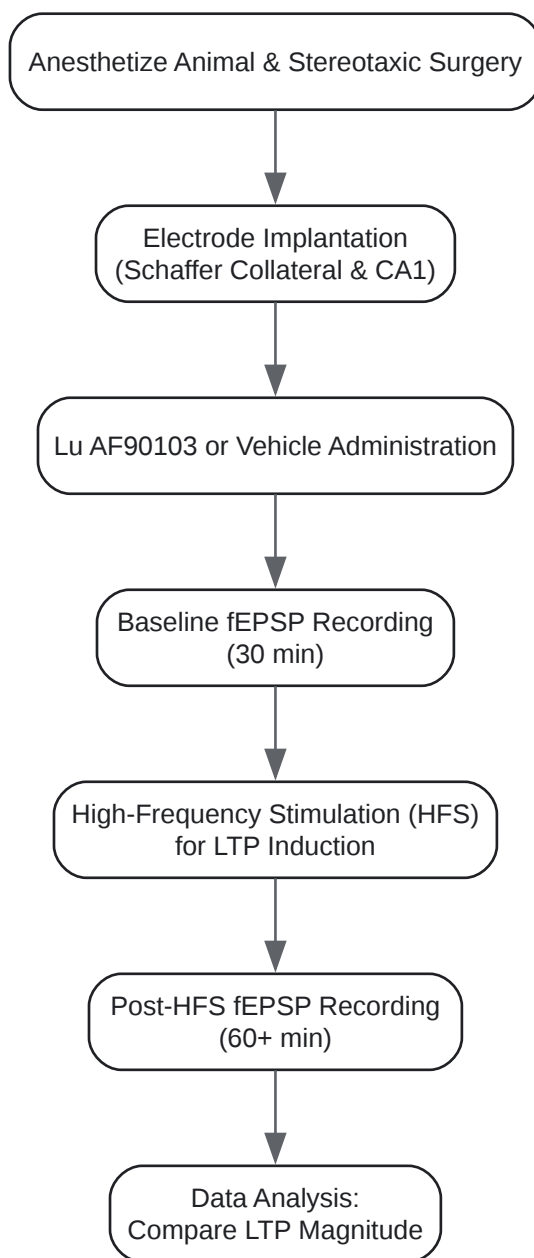 Anesthetize Animal & Stereotaxic Surgery
Electrode Implantation
(Schaffer Collateral & CA1)
Lu AF90103 or Vehicle Administration
Baseline fEPSP Recording
(30 min)
High-Frequency Stimulation (HFS)
for LTP Induction
Post-HFS fEPSP Recording
(60+ min)
Data Analysis:
Compare LTP Magnitude